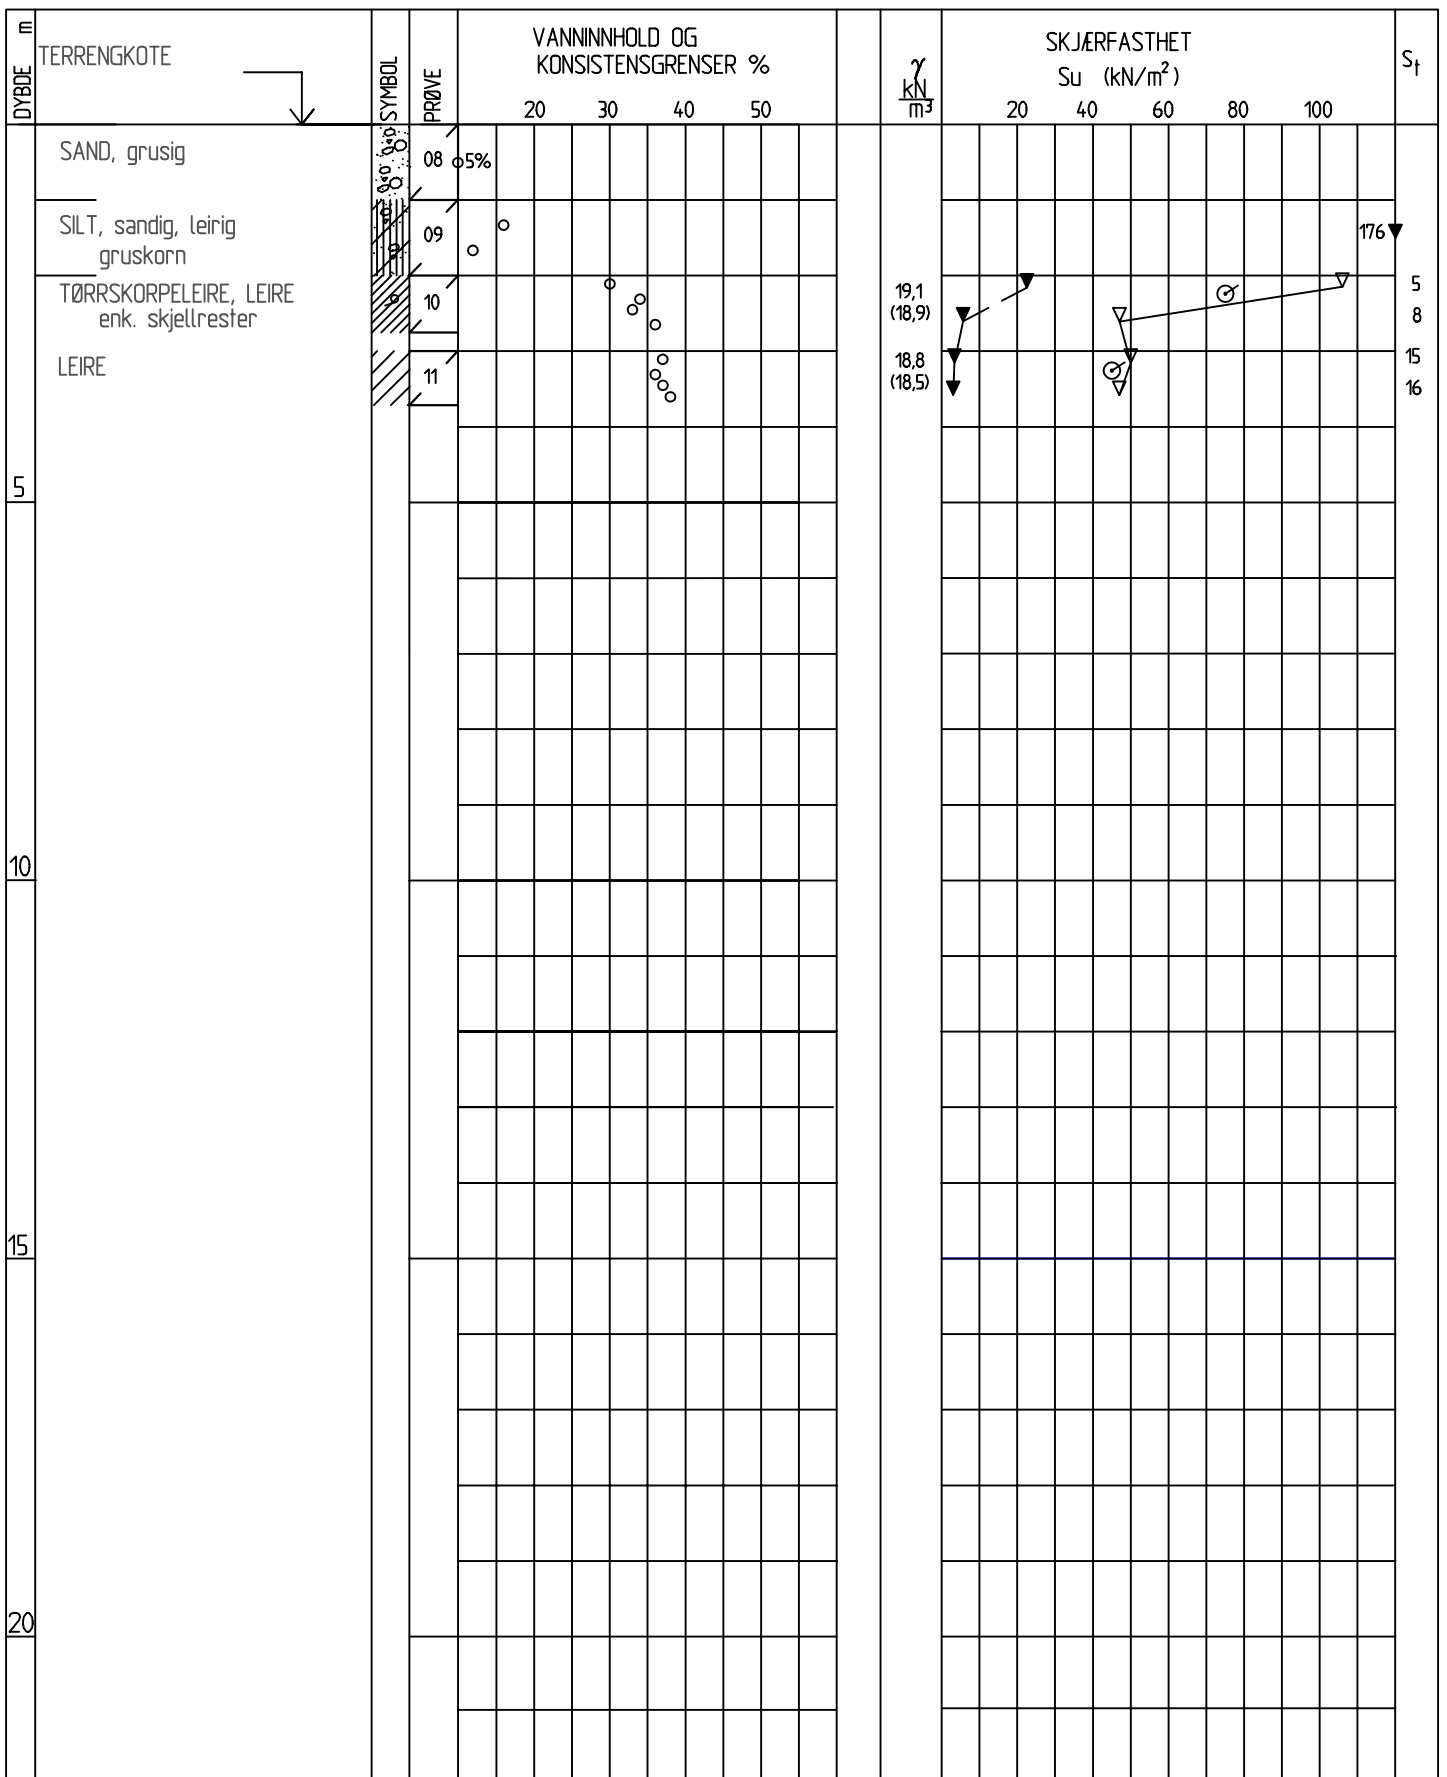 DYBDE m
TERRENGKOTE
SYMBOL
PRØVE
VANNINNHOLD OG
KONSISTENSGRENSER %
20 30 40 50
γ
kN
m³
SKJÆRFASTHET
Su (kN/m²)
20 40 60 80 100
St
SAND, grusig
08
5%
SILT, sandig, leirig
gruskorn
09
176
TØRRSKORPELEIRE, LEIRE
enk. skjellrester
10
19,1
(18,9)
5
8
LEIRE
11
18,8
(18,5)
15
16
5
10
15
20